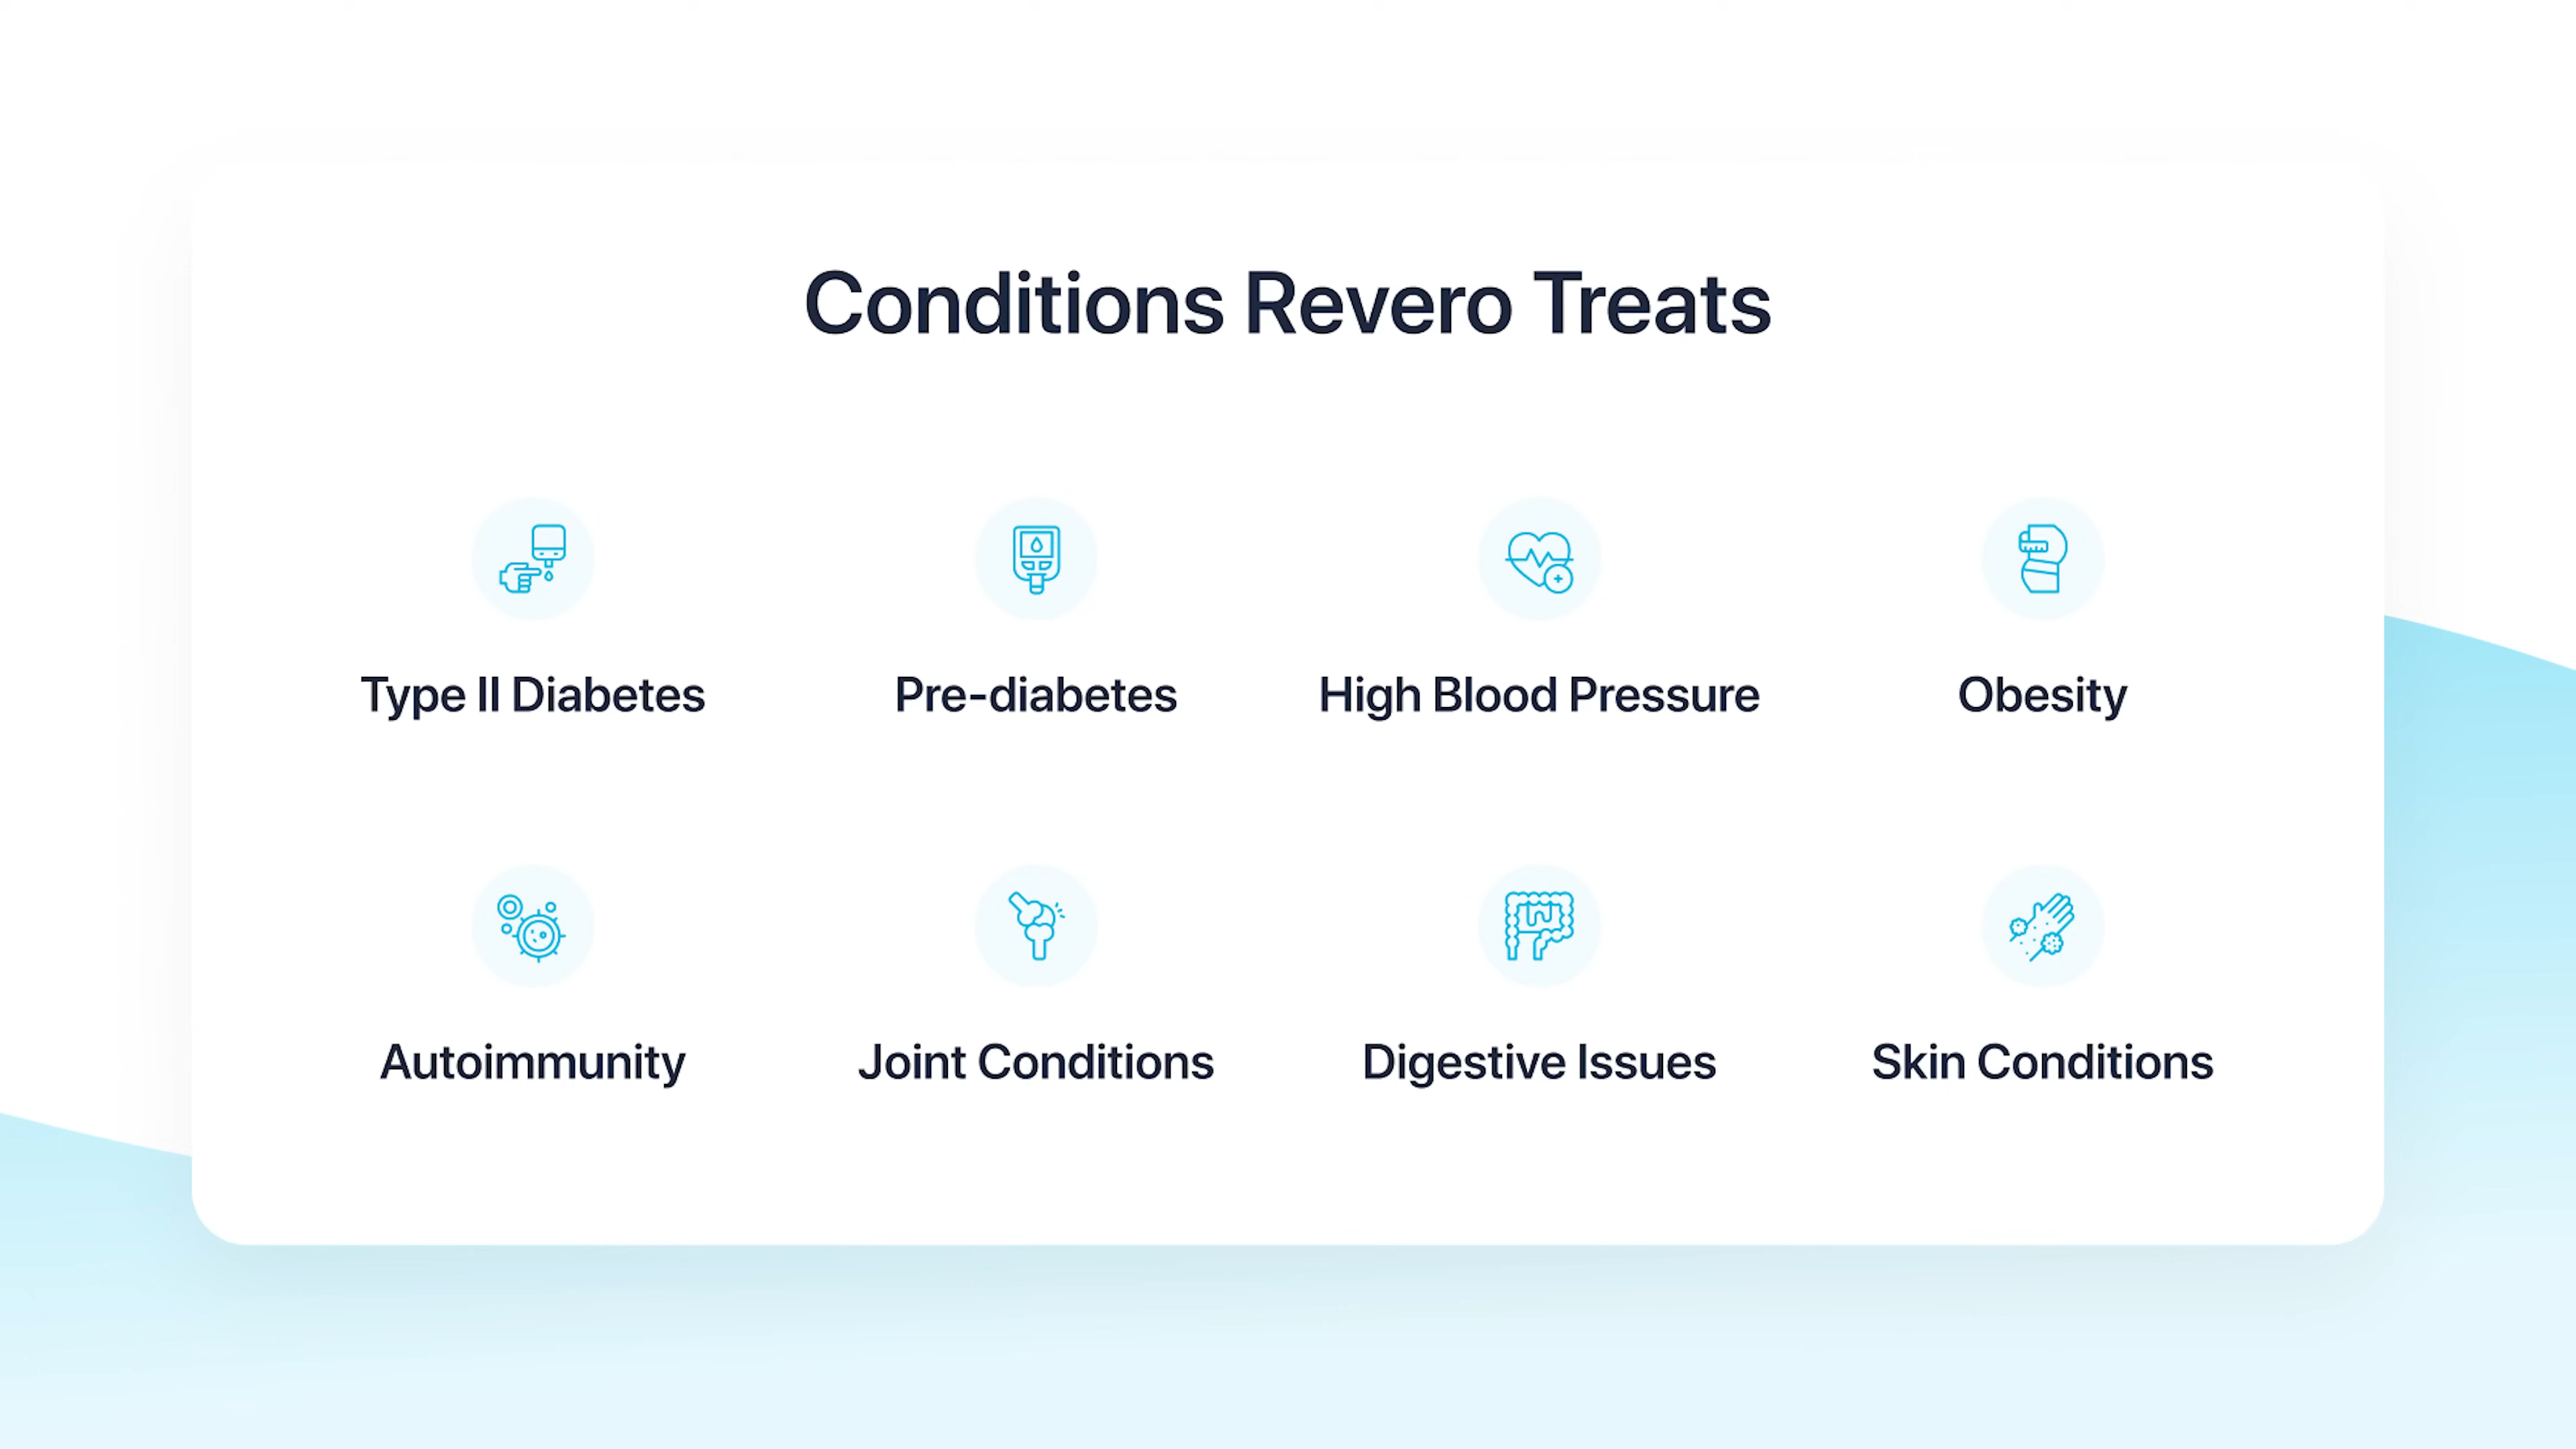 Conditions Revero Treats
Type II Diabetes
Pre-diabetes
High Blood Pressure
Obesity
Autoimmunity
Joint Conditions
Digestive Issues
Skin Conditions